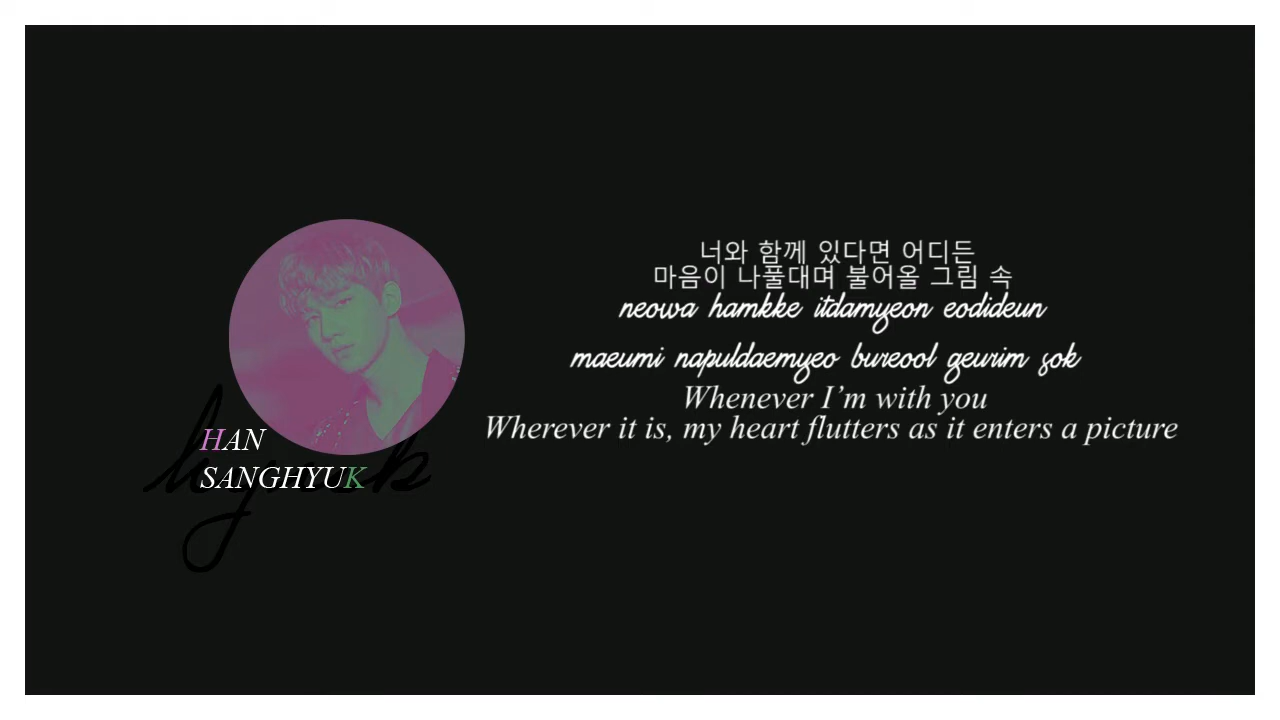 너와 함께 있다면 어디든
마음이 나풀대며 불어올 그림 속
neowa hamkke itdamyeon eodideun
maeumi napuldaemyeo bureool geurim sok
Whenever I'm with you
Wherever it is, my heart flutters as it enters a picture
hyuck
HAN
SANGHYUK